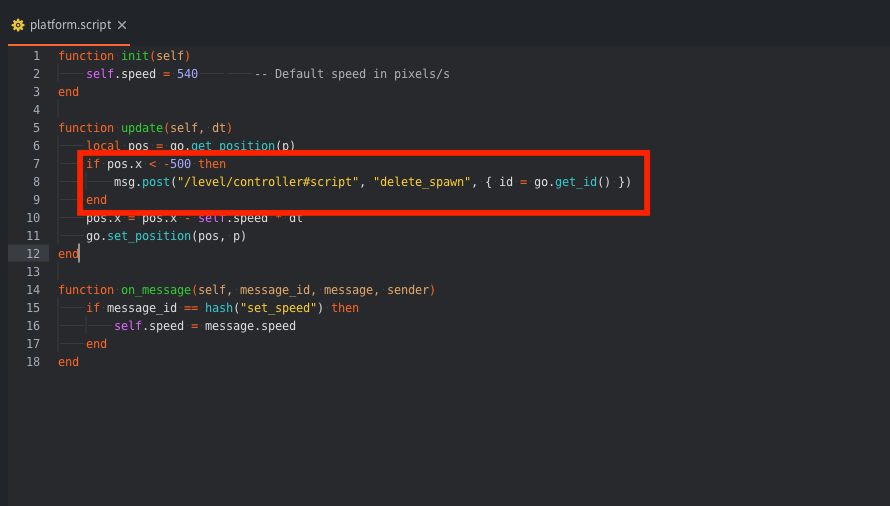 platform.script ×
1 function init(self)
2 self.speed = 540 -- Default speed in pixels/s
3 end
4
5 function update(self, dt)
6 local pos = go.get_position(p)
7 if pos.x < -500 then
8 msg.post("/level/controller#script", "delete_spawn", { id = go.get_id() })
9 end
10 pos.x = pos.x - self.speed * dt
11 go.set_position(pos, p)
12 end
13
14 function on_message(self, message_id, message, sender)
15 if message_id == hash("set_speed") then
16 self.speed = message.speed
17 end
18 end